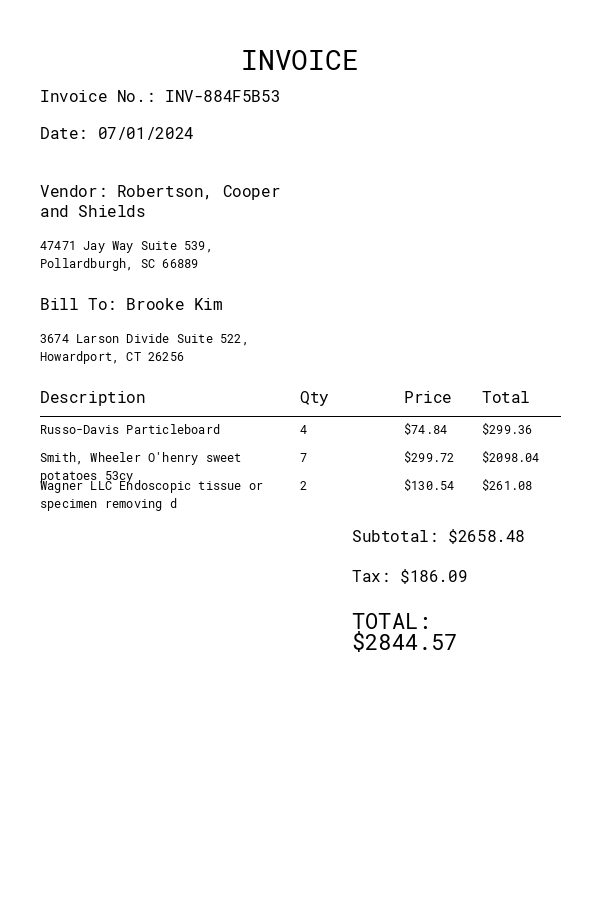 INVOICE
Invoice No.: INV-884F5B53
Date: 07/01/2024
Vendor: Robertson, Cooper
and Shields
47471 Jay Way Suite 539,
Pollardburgh, SC 66889
Bill To: Brooke Kim
3674 Larson Divide Suite 522,
Howardport, CT 26256
Description Qty Price Total
Russo-Davis Particleboard 4 $74.84 $299.36
Smith, Wheeler O'henry sweet 7 $299.72 $2098.04
potatoes 53cy
Wagner LLC Endoscopic tissue or 2 $130.54 $261.08
specimen removing d
Subtotal: $2658.48
Tax: $186.09
TOTAL:
$2844.57